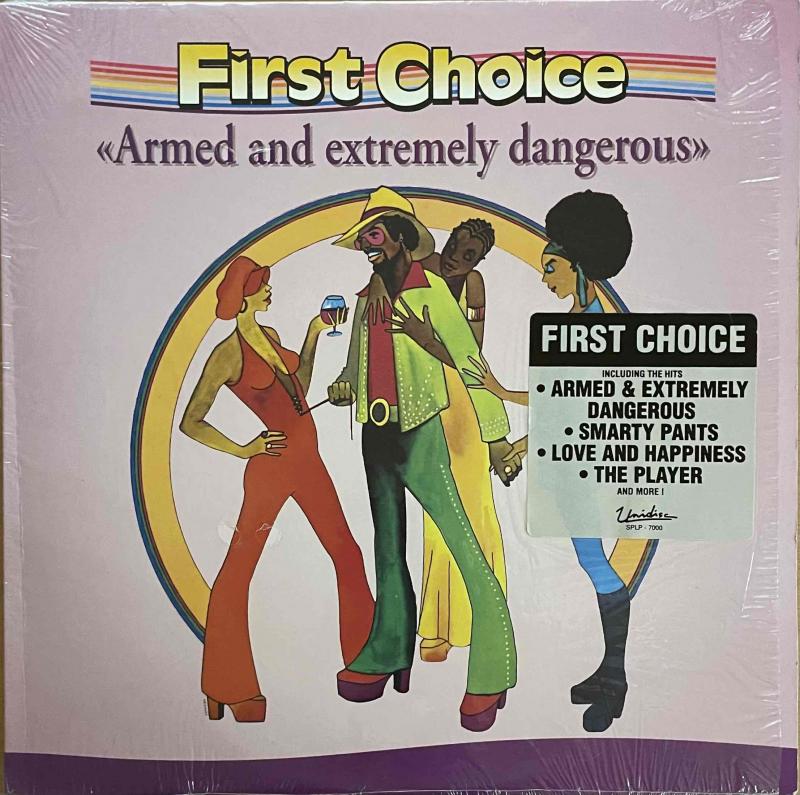 First Choice
«Armed and extremely dangerous»
FIRST CHOICE
INCLUDING THE HITS
• ARMED & EXTREMELY
DANGEROUS
• SMARTY PANTS
• LOVE AND HAPPINESS
• THE PLAYER
AND MORE !
Unidisc
SPLP - 7000